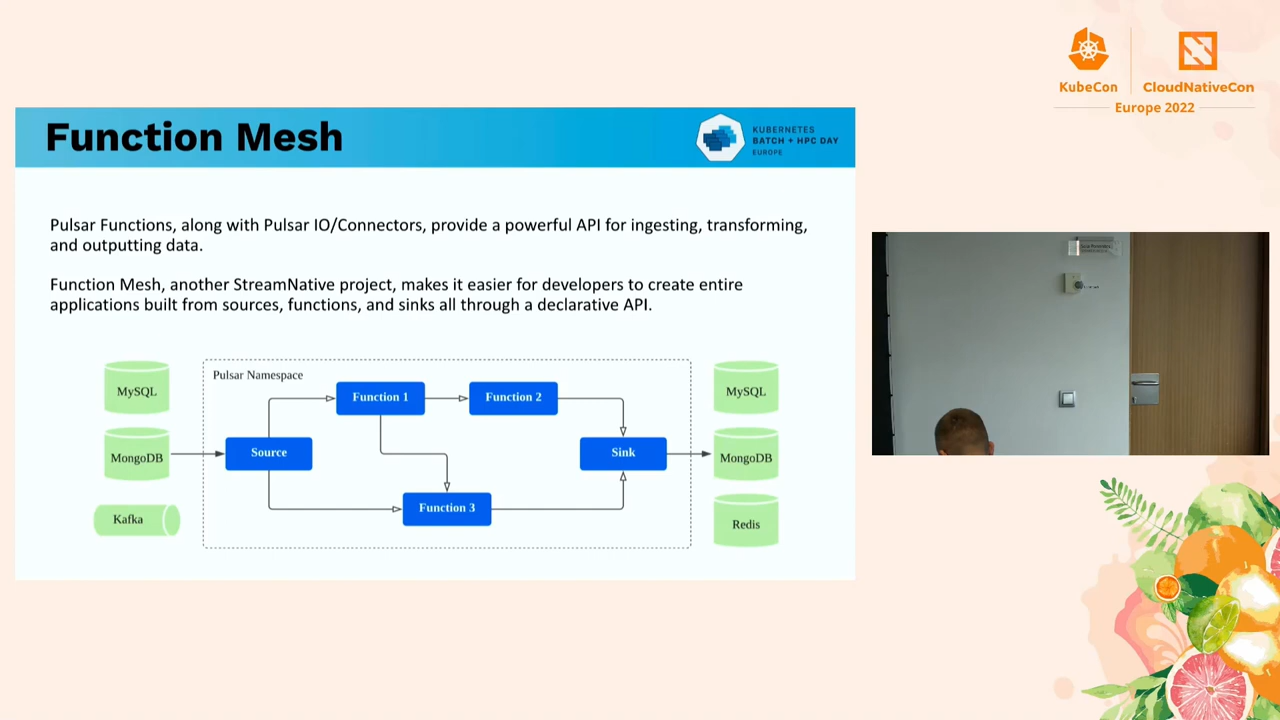 KubeCon
CloudNativeCon
Europe 2022
Function Mesh
KUBERNETES
BATCH + HPC DAY
EUROPE
Pulsar Functions, along with Pulsar IO/Connectors, provide a powerful API for ingesting, transforming,
and outputting data.
Function Mesh, another StreamNative project, makes it easier for developers to create entire
applications built from sources, functions, and sinks all through a declarative API.
Pulsar Namespace
MySQL
MongoDB
Kafka
Source
Function 1
Function 2
Function 3
Sink
MySQL
MongoDB
Redis